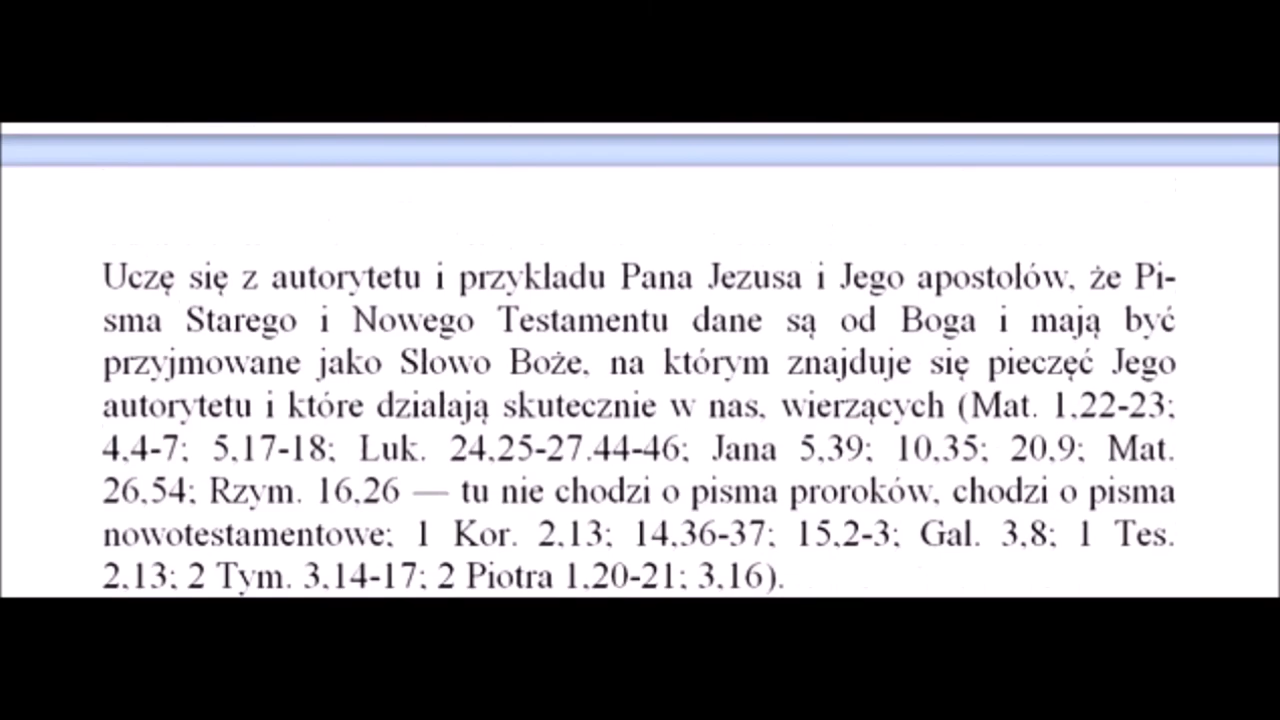 Uczę się z autorytetu i przykładu Pana Jezusa i Jego apostołów, że Pi-
sma Starego i Nowego Testamentu dane są od Boga i mają być
przyjmowane jako Słowo Boże, na którym znajduje się pieczęć Jego
autorytetu i które działają skutecznie w nas, wierzących (Mat. 1,22-23;
4,4-7; 5,17-18; Luk. 24,25-27.44-46; Jana 5,39; 10,35; 20,9; Mat.
26,54; Rzym. 16,26 — tu nie chodzi o pisma proroków, chodzi o pisma
nowotestamentowe; 1 Kor. 2,13; 14,36-37; 15,2-3; Gal. 3,8; 1 Tes.
2,13; 2 Tym. 3,14-17; 2 Piotra 1,20-21; 3,16).